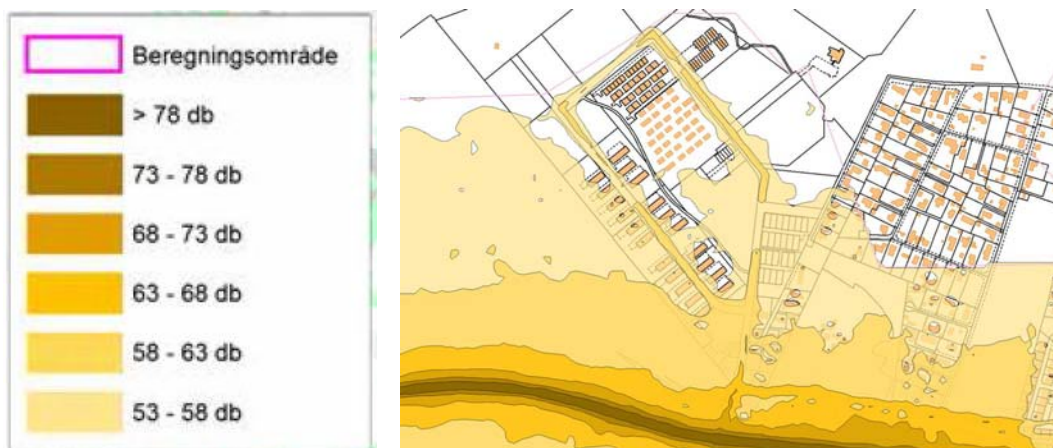 Beregningsområde
> 78 db
73 - 78 db
68 - 73 db
63 - 68 db
58 - 63 db
53 - 58 db